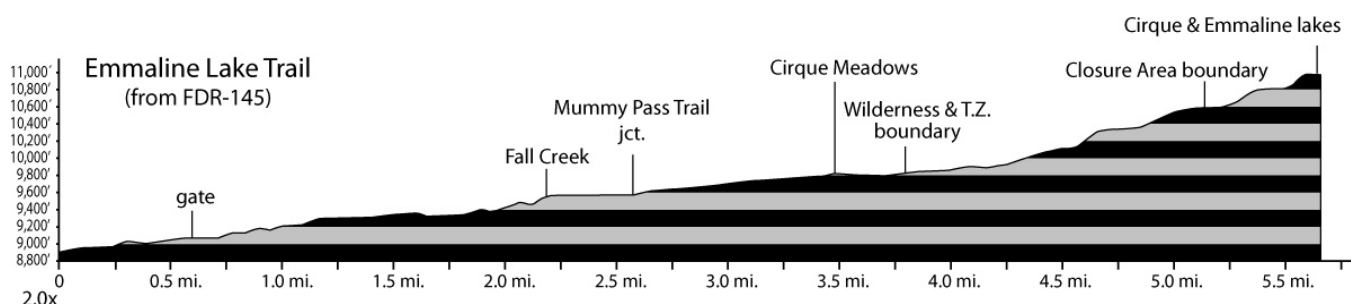 Cirque & Emmaline lakes
Emmaline Lake Trail
(from FDR-145)
Cirque Meadows
Closure Area boundary
Mummy Pass Trail
jct.
Wilderness & T.Z.
boundary
Fall Creek
gate
11,000'
10,800'
10,600'
10,400'
10,200'
10,000'
9,800'
9,600'
9,400'
9,200'
9,000'
8,800'
0
0.5 mi.
1.0 mi.
1.5 mi.
2.0 mi.
2.5 mi.
3.0 mi.
3.5 mi.
4.0 mi.
4.5 mi.
5.0 mi.
5.5 mi.
2.0x